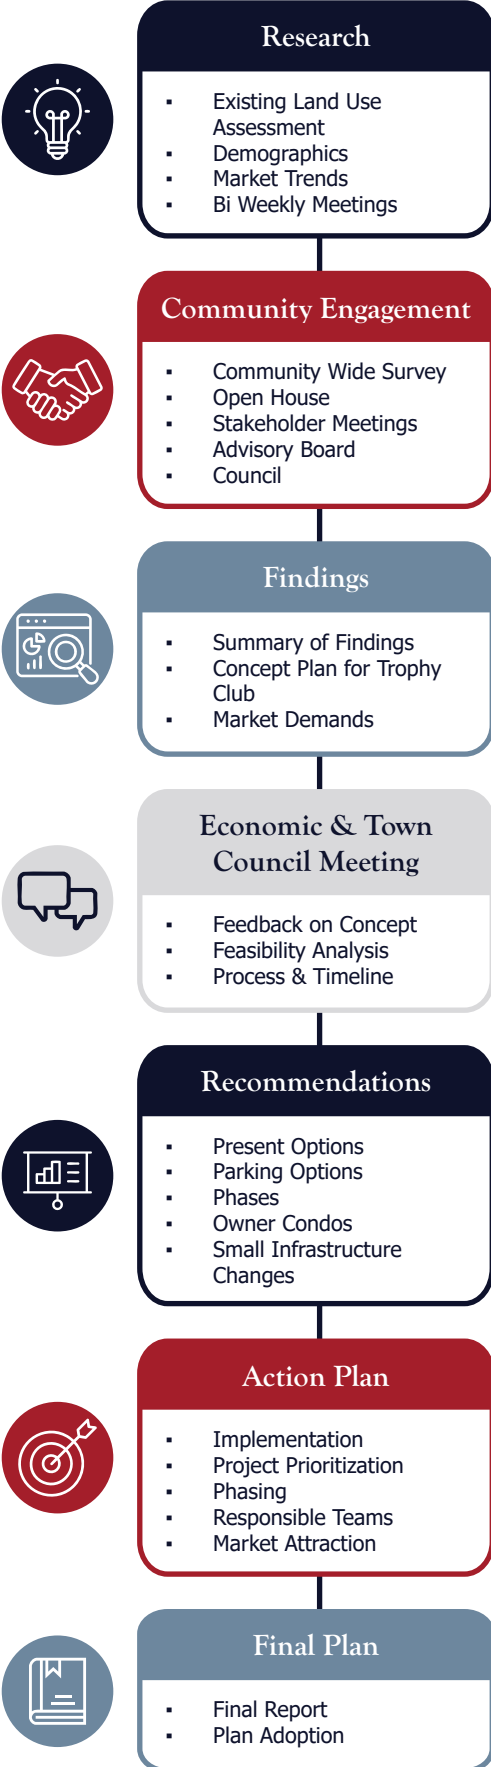 Research
▪ Existing Land Use
Assessment
▪ Demographics
▪ Market Trends
▪ Bi Weekly Meetings
Community Engagement
▪ Community Wide Survey
▪ Open House
▪ Stakeholder Meetings
▪ Advisory Board
▪ Council
Findings
▪ Summary of Findings
▪ Concept Plan for Trophy
Club
▪ Market Demands
Economic & Town
Council Meeting
▪ Feedback on Concept
▪ Feasibility Analysis
▪ Process & Timeline
Recommendations
▪ Present Options
▪ Parking Options
▪ Phases
▪ Owner Condos
▪ Small Infrastructure
Changes
Action Plan
▪ Implementation
▪ Project Prioritization
▪ Phasing
▪ Responsible Teams
▪ Market Attraction
Final Plan
▪ Final Report
▪ Plan Adoption